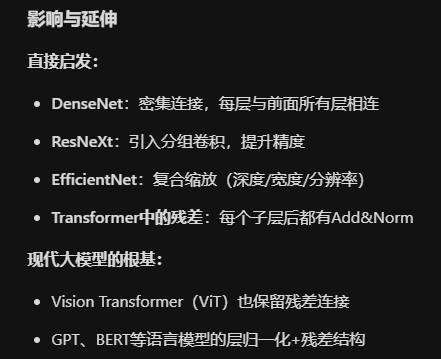 影响与延伸
直接启发：
• DenseNet：密集连接，每层与前面所有层相连
• ResNeXt：引入分组卷积，提升精度
• EfficientNet：复合缩放（深度/宽度/分辨率）
• Transformer中的残差：每个子层后都有Add&Norm
现代大模型的根基：
• Vision Transformer（ViT）也保留残差连接
• GPT、BERT等语言模型的层归一化+残差结构